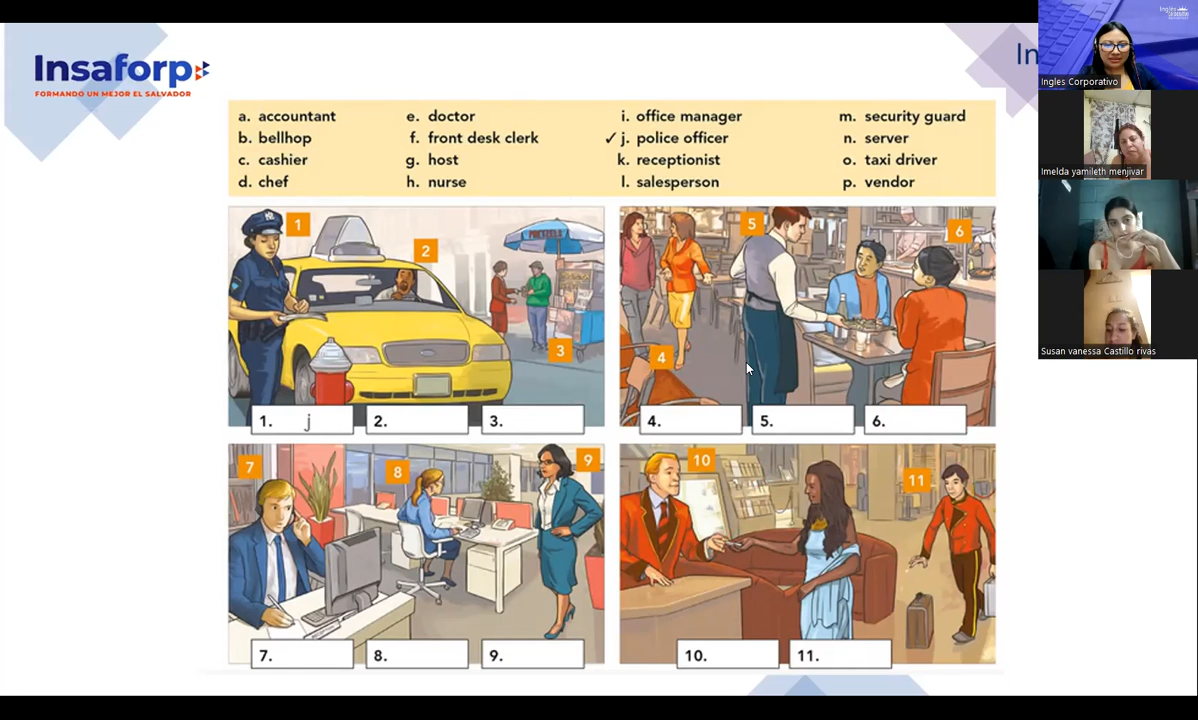 Insaforp
FORMANDO UN MEJOR EL SALVADOR
In
a. accountant
b. bellhop
c. cashier
d. chef
e. doctor
f. front desk clerk
g. host
h. nurse
i. office manager
✓ j. police officer
k. receptionist
l. salesperson
m. security guard
n. server
o. taxi driver
p. vendor
1
2
PRETZELS
3
1. j
2.
3.
4
5
6
4.
5.
6.
7
8
9
7.
8.
9.
10
11
10.
11.
Ingles Corporativo
Imelda yamileth menjivar
Susan vanessa Castillo rivas